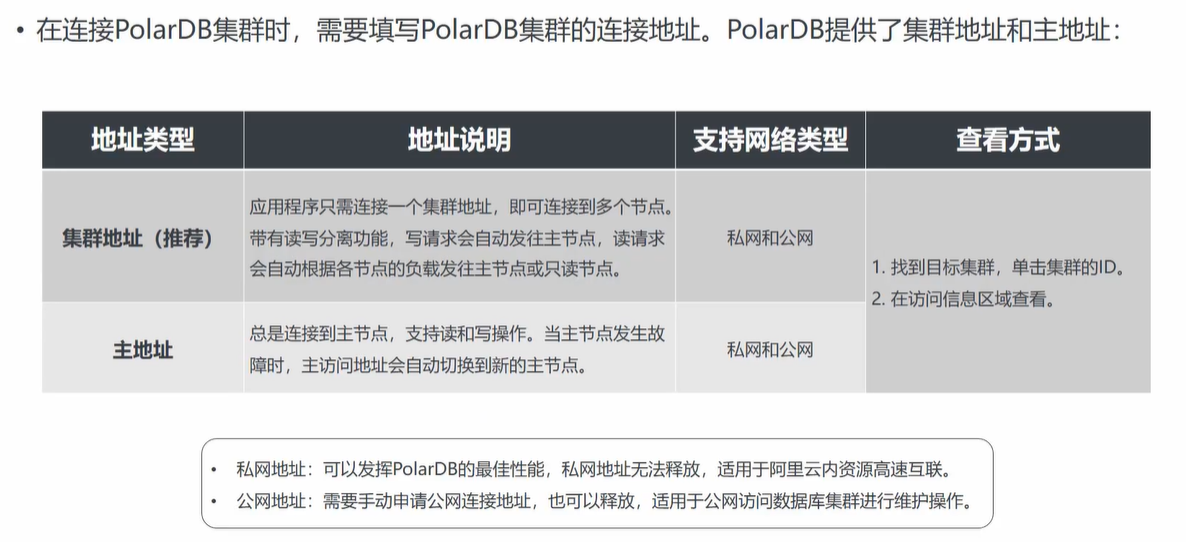 • 在连接PolarDB集群时，需要填写PolarDB集群的连接地址。PolarDB提供了集群地址和主地址：
地址类型 地址说明 支持网络类型 查看方式
集群地址（推荐）
应用程序只需连接一个集群地址，即可连接到多个节点。
带有读写分离功能，写请求会自动发往主节点，读请求
会自动根据各节点的负载发往主节点或只读节点。
私网和公网
1. 找到目标集群，单击集群的ID。
2. 在访问信息区域查看。
主地址
总是连接到主节点，支持读和写操作。当主节点发生故
障时，主访问地址会自动切换到新的主节点。
私网和公网
• 私网地址：可以发挥PolarDB的最佳性能，私网地址无法释放，适用于阿里云内资源高速互联。
• 公网地址：需要手动申请公网连接地址，也可以释放，适用于公网访问数据库集群进行维护操作。